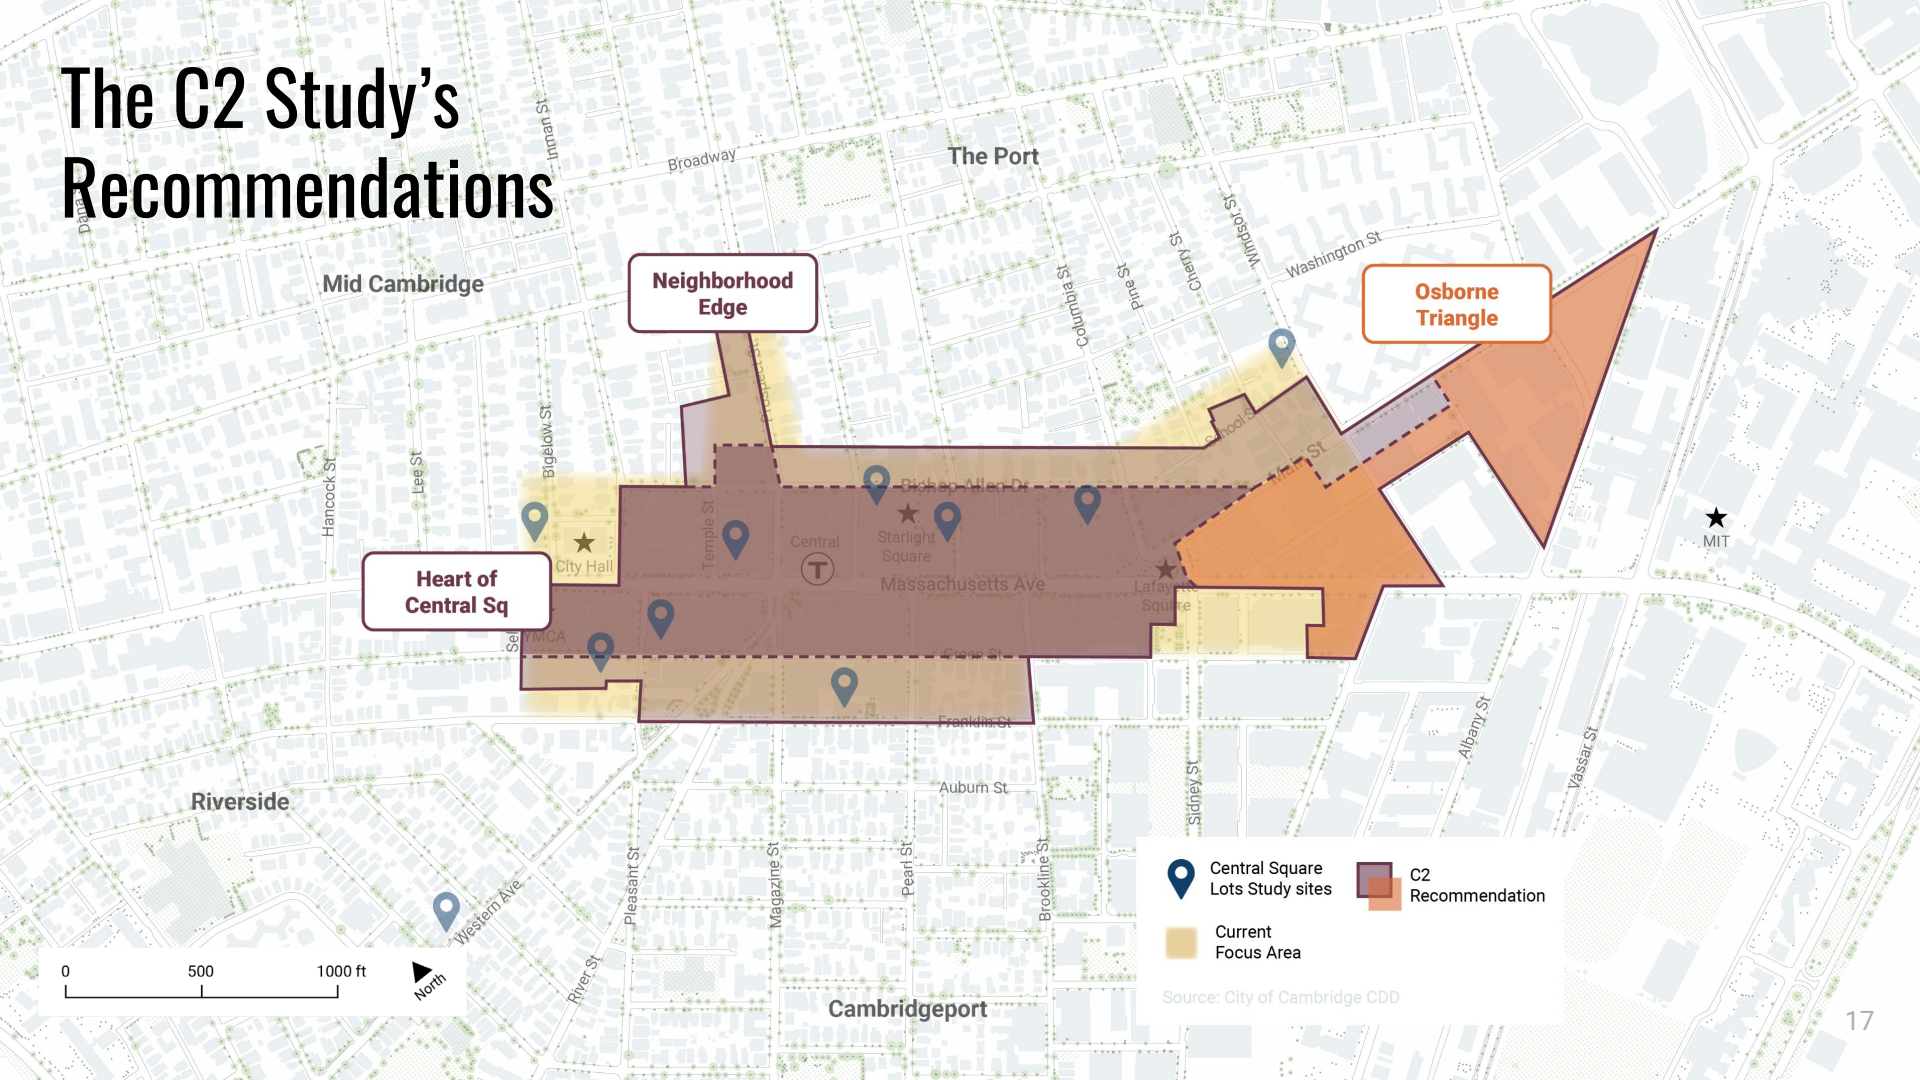 The C2 Study's
Recommendations
Inman St
Broadway
The Port
Windsor St
Cherry St
Washington St
Columbia St
Pine St
Mid Cambridge
Neighborhood
Edge
Osborne
Triangle
Bigelow St
Lee St
Hancock St
School St
Main St
Bishop Allen Dr
Temple St
Central
T
Starlight
Square
City Hall
MIT
Heart of
Central Sq
Massachusetts Ave
Lafayette
Square
YMCA
Green St
Franklin St
Auburn St
Albany St
Vassar St
Sidney St
Riverside
Western Ave
Pleasant St
Magazine St
Pearl St
Brookline St
River St
Cambridgeport
0 500 1000 ft
North
Central Square
Lots Study sites
C2
Recommendation
Current
Focus Area
Source: City of Cambridge CDD
17